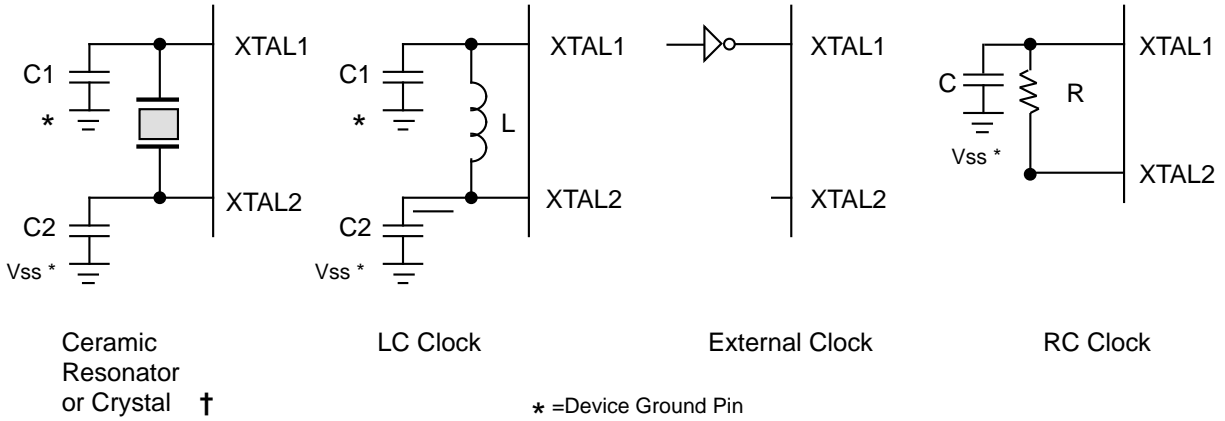 XTAL1
C1
*
XTAL2
C2
Vss *
Ceramic
Resonator
or Crystal †
XTAL1
C1
*
L
XTAL2
C2
Vss *
LC Clock
XTAL1
XTAL2
External Clock
XTAL1
C
R
Vss *
XTAL2
RC Clock
* =Device Ground Pin